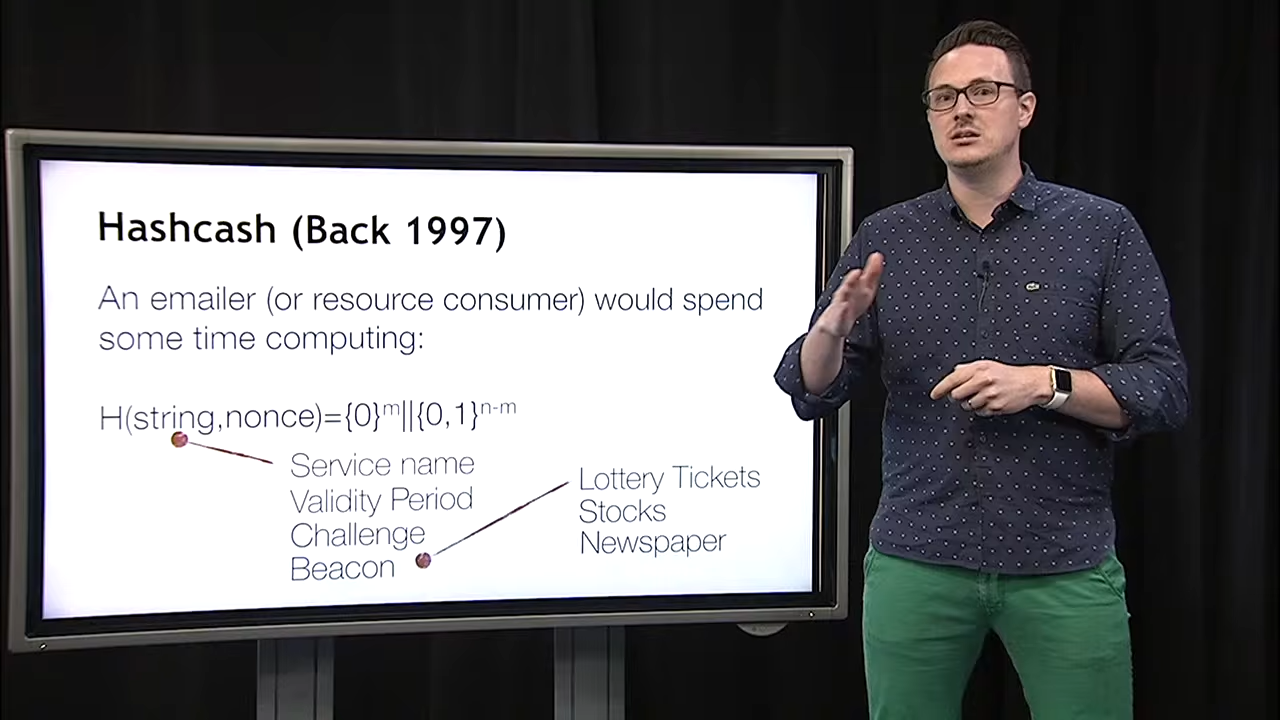 Hashcash (Back 1997)
An emailer (or resource consumer) would spend
some time computing:
H(string,nonce)={0}ᵐ||{0,1}ⁿ⁻ᵐ
Service name
Validity Period
Challenge
Beacon
Lottery Tickets
Stocks
Newspaper